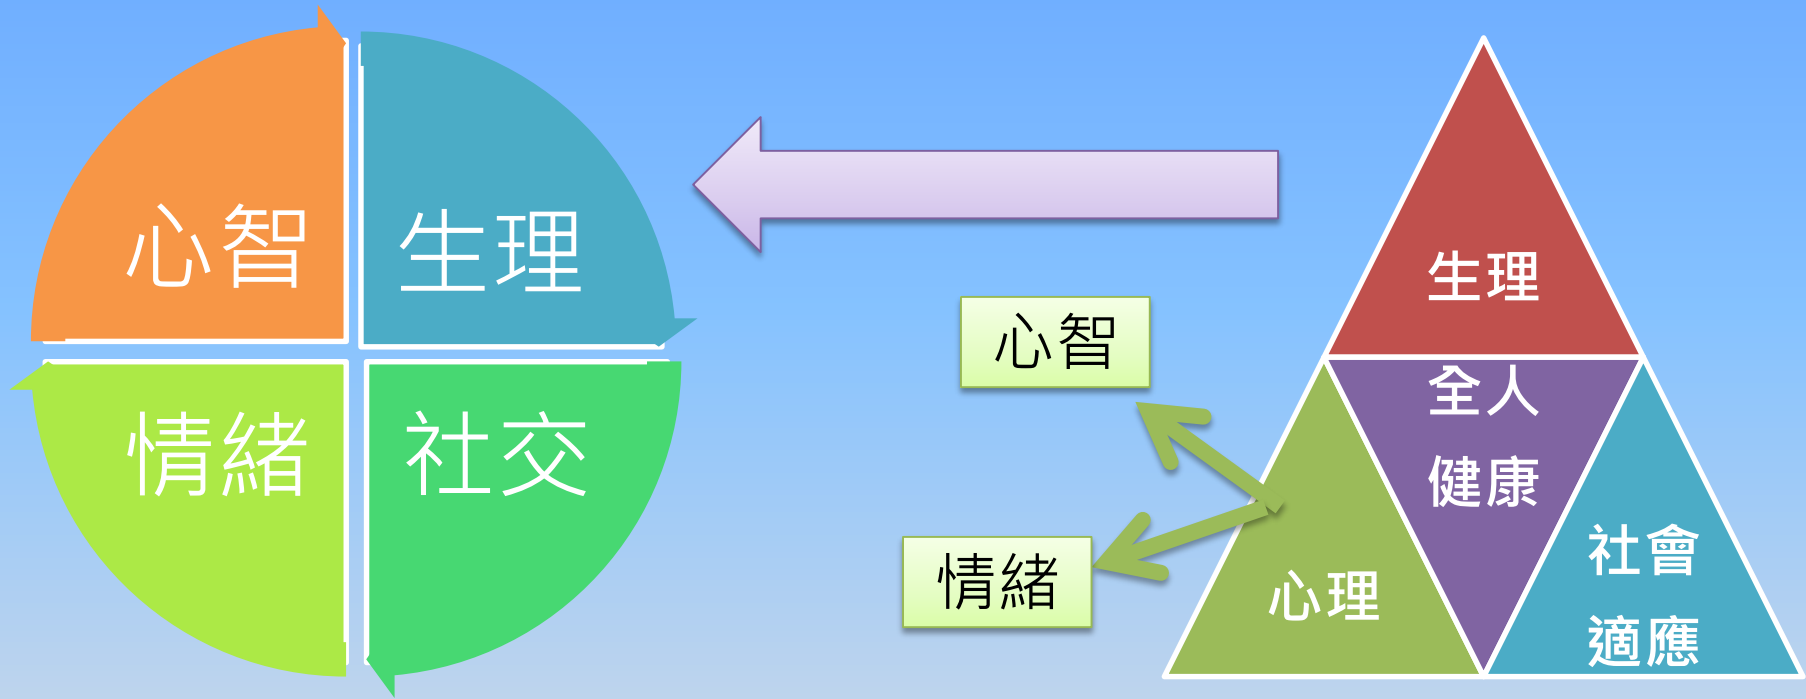 心智
生理
情緒
社交
心智
情緒
生理
全人
健康
心理
社會
適應